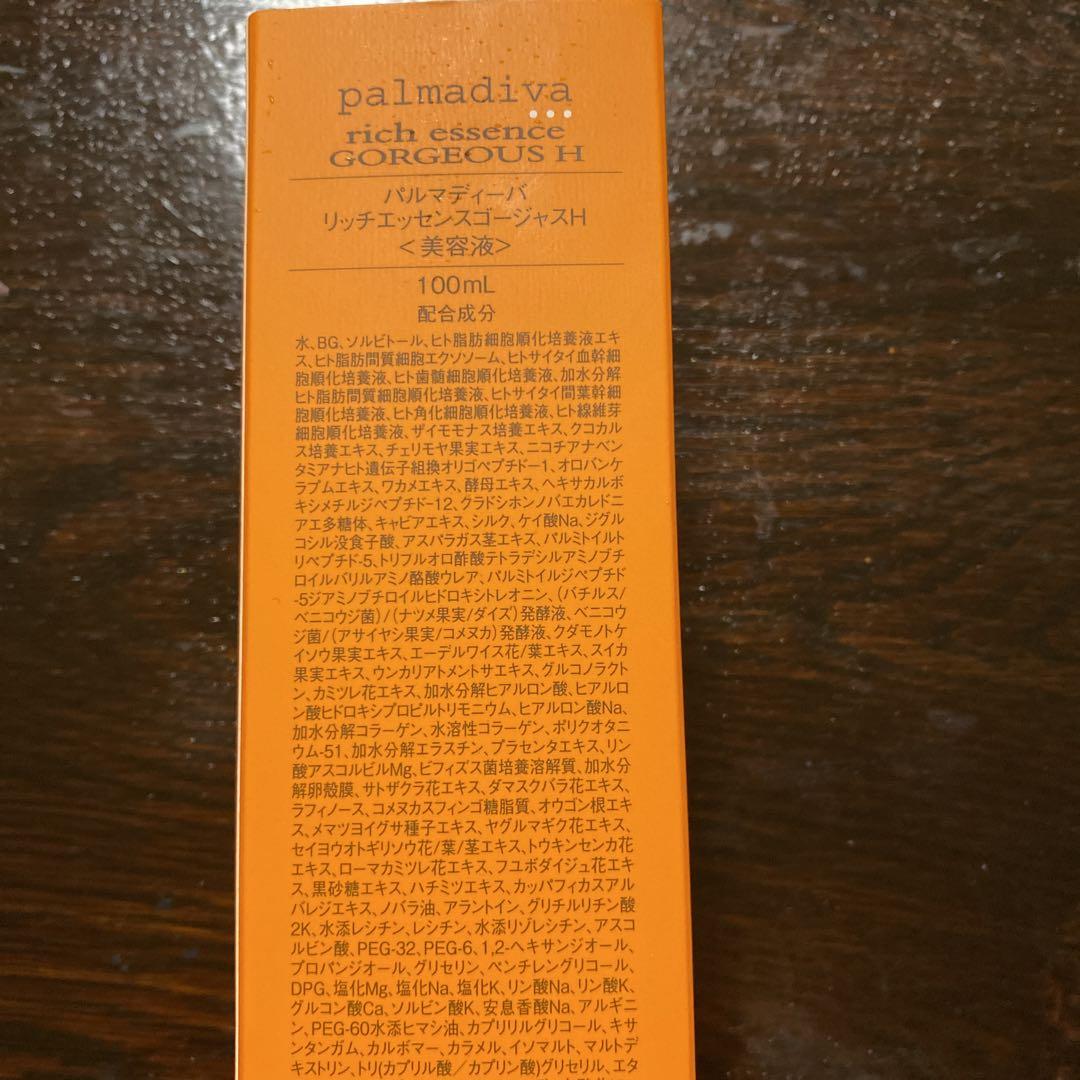 palmadiva
rich essence
GORGEOUS H
パルマディーバ
リッチエッセンスゴージャスH
＜美容液＞
100mL
配合成分
水、BG、ソルビトール、ヒト脂肪細胞順化培養液エキ
ス、ヒト脂肪間質細胞エクソソーム、ヒトサイタイ血幹細
胞順化培養液、ヒト歯髄細胞順化培養液、加水分解
ヒト脂肪間質細胞順化培養液、ヒトサイタイ間葉幹細
胞順化培養液、ヒト角化細胞順化培養液、ヒト線維芽
細胞順化培養液、ザイモモナス培養エキス、クコカル
ス培養エキス、チェリモヤ果実エキス、ニコチアナベン
タミアナヒト遺伝子組換オリゴペプチド-1、オロバンケ
ラプムエキス、ワカメエキス、酵母エキス、ヘキサカルボ
キシメチルジペプチド-12、クラドシホンノバエカレドニ
アエ多糖体、キャビアエキス、シルク、ケイ酸Na、ジグル
コシル没食子酸、アスパラガス茎エキス、パルミトイルト
リペプチド-5、トリフルオロ酢酸テトラデシルアミノブチ
ロイルバリルアミノ酪酸ウレア、パルミトイルジペプチド
-5ジアミノブチロイルヒドロキシトレオニン、（バチルス/
ベニコウジ菌）/（ナツメ果実/ダイズ）発酵液、ベニコウ
ジ菌/（アサイヤシ果実/コメヌカ）発酵液、クダモノトケ
イソウ果実エキス、エーデルワイス花/葉エキス、スイカ
果実エキス、ウンカリアトメントサエキス、グルコノラクト
ン、カミツレ花エキス、加水分解ヒアルロン酸、ヒアルロ
ン酸ヒドロキシプロピルトリモニウム、ヒアルロン酸Na、
加水分解コラーゲン、水溶性コラーゲン、ポリクオタニ
ウム-51、加水分解エラスチン、プラセンタエキス、リン
酸アスコルビルMg、ビフィズス菌培養溶解質、加水分
解卵殻膜、サトザクラ花エキス、ダマスクバラ花エキス、
ラフィノース、コメヌカスフィンゴ糖脂質、オウゴン根エキ
ス、メマツヨイグサ種子エキス、ヤグルマギク花エキス、
セイヨウオトギリソウ花/葉/茎エキス、トウキンセンカ花
エキス、ローマカミツレ花エキス、フユボダイジュ花エキ
ス、黒砂糖エキス、ハチミツエキス、カッパフィカスアル
バレジエキス、ノバラ油、アラントイン、グリチルリチン酸
2K、水添レシチン、レシチン、水添リゾレシチン、アスコ
ルビン酸、PEG-32、PEG-6、1,2-ヘキサンジオール、
プロパンジオール、グリセリン、ペンチレングリコール、
DPG、塩化Mg、塩化Na、塩化K、リン酸Na、リン酸K、
グルコン酸Ca、ソルビン酸K、安息香酸Na、アルギニ
ン、PEG-60水添ヒマシ油、カプリリルグリコール、キサ
ンタンガム、カルボマー、カラメル、イソマルト、マルトデ
キストリン、トリ(カプリル酸／カプリン酸)グリセリル、エタ